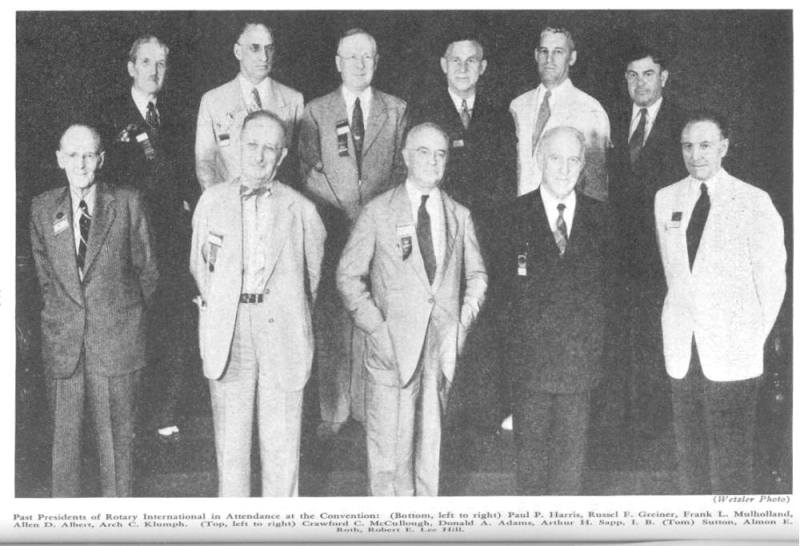 (Wetzler Photo)
Past Presidents of Rotary International in Attendance at the Convention: (Bottom, left to right) Paul P. Harris, Russel F. Greiner, Frank L. Mulholland,
Allen D. Albert, Arch C. Klumph. (Top, left to right) Crawford C. McCullough, Donald A. Adams, Arthur H. Sapp, I. B. (Tom) Sutton, Almon E.
Roth, Robert E. Lee Hill.